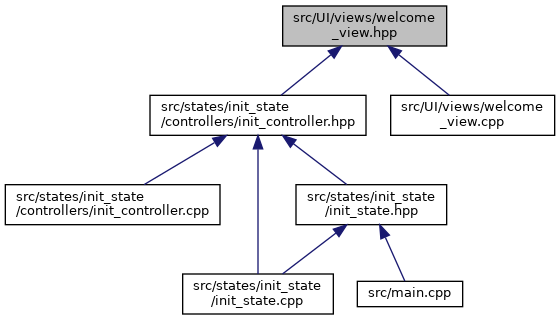 src/UI/views/welcome
_view.hpp
src/states/init_state
/controllers/init_controller.hpp
src/UI/views/welcome
_view.cpp
src/states/init_state
/controllers/init_controller.cpp
src/states/init_state
/init_state.hpp
src/states/init_state
/init_state.cpp
src/main.cpp